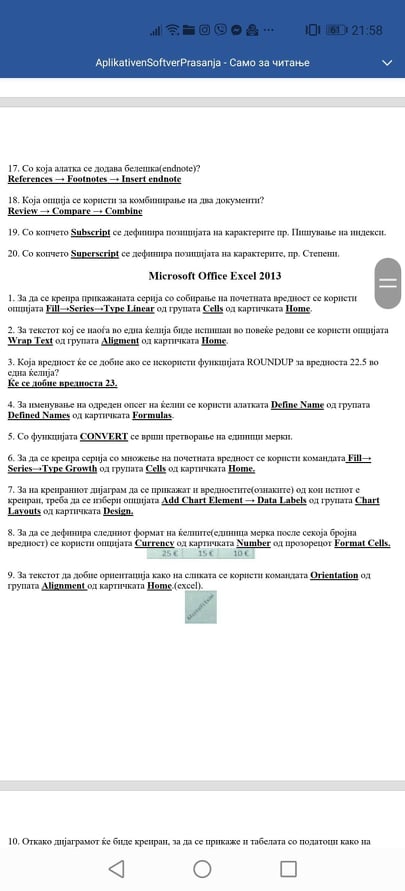 61 21:58
AplikativenSoftverPrasanja - Само за читање
17. Со која алатка се додава белешка(endnote)?
References → Footnotes → Insert endnote
18. Која опција се користи за комбинирање на два документи?
Review → Compare → Combine
19. Со копчето Subscript се дефинира позицијата на карактерите пр. Пишување на индекси.
20. Со копчето Superscript се дефинира позицијата на карактерите, пр. Степени.
Microsoft Office Excel 2013
1. За да се креира прикажаната серија со собирање на почетната вредност се користи
опцијата Fill→Series→Type Linear од групата Cells од картичката Home.
2. За текстот кој се наоѓа во една ќелија биде испишан во повеќе редови се користи опцијата
Wrap Text од групата Aligment од картичката Home.
3. Која вредност ќе се добие ако се искористи функцијата ROUNDUP за вредноста 22.5 во
една ќелија?
Ќе се добие вредноста 23.
4. За именување на одреден опсег на ќелии се користи алатката Define Name од групата
Defined Names од картичката Formulas.
5. Со функцијата CONVERT се врши претворање на единици мерки.
6. За да се креира серија со множење на почетната вредност се користи командата Fill→
Series→Type Growth од групата Cells од картичката Home.
7. За на креираниот дијаграм да се прикажат и вредностите(ознаките) од кои истиот е
креиран, треба да се избери опцијата Add Chart Element → Data Labels од групата Chart
Layouts од картичката Design.
8. За да се дефинира следниот формат на ќелиите(единица мерка после секоја бројна
вредност) се користи опцијата Currency од картичката Number од прозорецот Format Cells.
25 € 15 € 10 €
9. За текстот да добие ориентација како на сликата се користи командата Orientation од
групата Alignment од картичката Home.(excel).
10. Откако дијаграмот ќе биде креиран, за да се прикаже и табелата со податоци како на